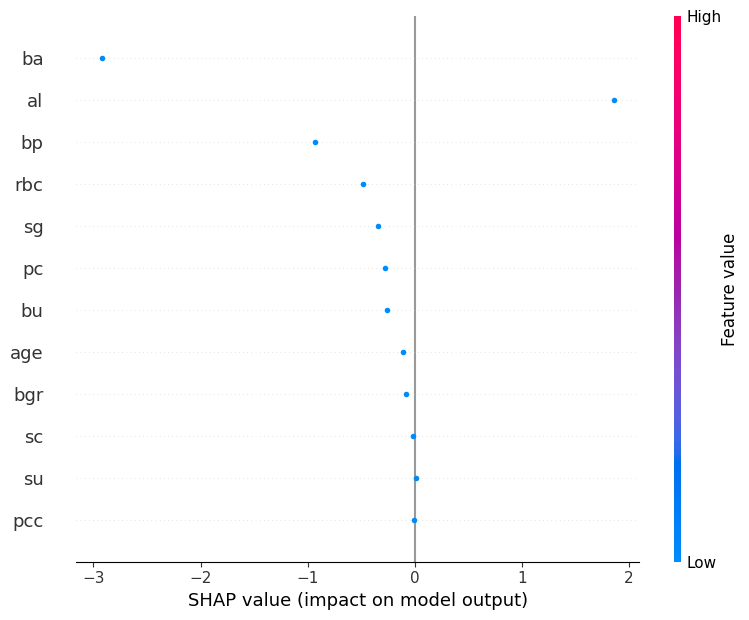 High
ba
al
bp
rbc
sg
pc
bu
age
bgr
sc
su
pcc
Low
Feature value
−3 −2 −1 0 1 2
SHAP value (impact on model output)